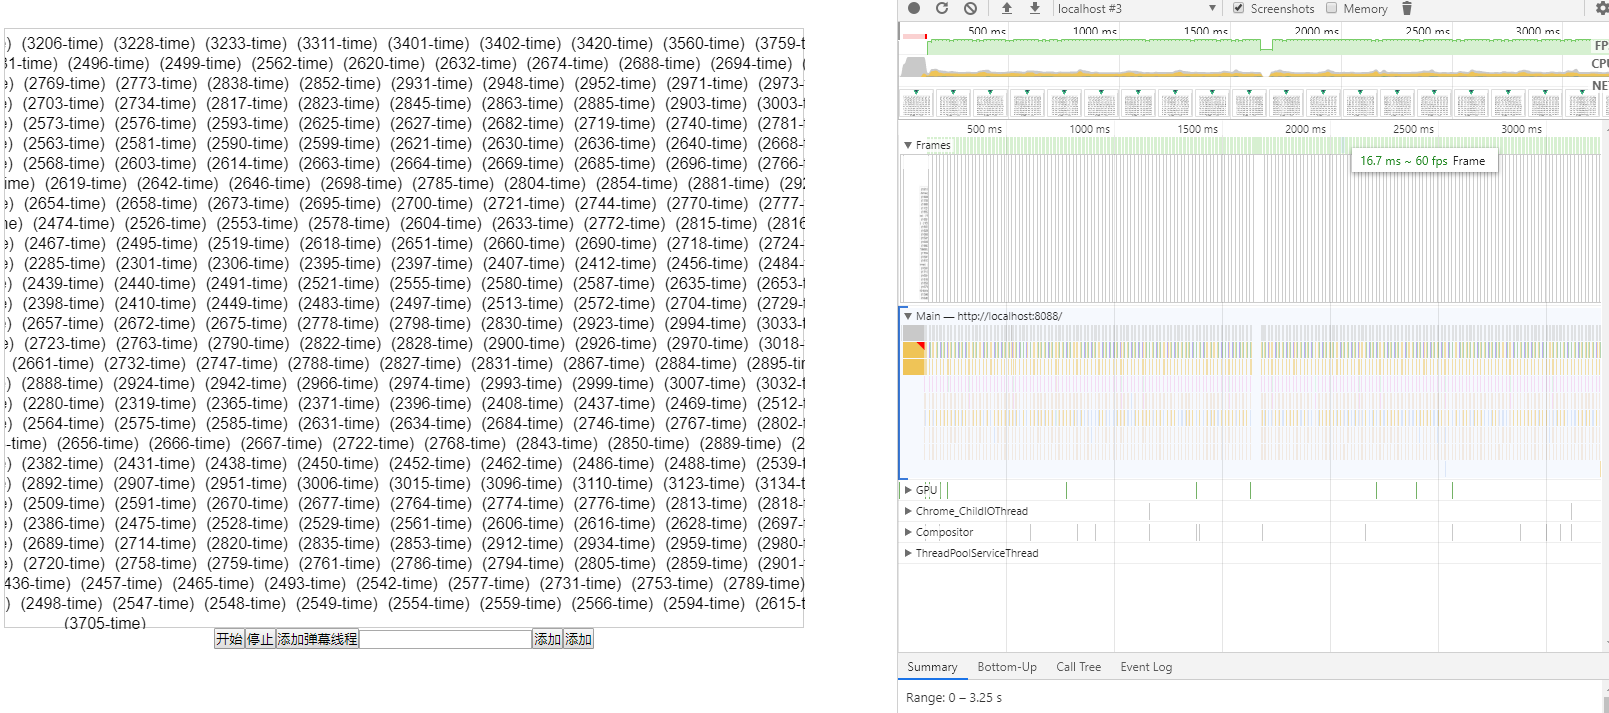 ) (3206-time) (3228-time) (3233-time) (3311-time) (3401-time) (3402-time) (3420-time) (3560-time) (3759-t
31-time) (2496-time) (2499-time) (2562-time) (2620-time) (2632-time) (2674-time) (2688-time) (2694-time) (
) (2769-time) (2773-time) (2838-time) (2852-time) (2931-time) (2948-time) (2952-time) (2971-time) (2973-
) (2703-time) (2734-time) (2817-time) (2823-time) (2845-time) (2863-time) (2885-time) (2903-time) (3003-
) (2573-time) (2576-time) (2593-time) (2625-time) (2627-time) (2682-time) (2719-time) (2740-time) (2781-
) (2563-time) (2581-time) (2590-time) (2599-time) (2621-time) (2630-time) (2636-time) (2640-time) (2668-
) (2568-time) (2603-time) (2614-time) (2663-time) (2664-time) (2669-time) (2685-time) (2696-time) (2766-
ime) (2619-time) (2642-time) (2646-time) (2698-time) (2785-time) (2804-time) (2854-time) (2881-time) (292
) (2654-time) (2658-time) (2673-time) (2695-time) (2700-time) (2721-time) (2744-time) (2770-time) (2777-
ne) (2474-time) (2526-time) (2553-time) (2578-time) (2604-time) (2633-time) (2772-time) (2815-time) (2816
) (2467-time) (2495-time) (2519-time) (2618-time) (2651-time) (2660-time) (2690-time) (2718-time) (2724-
) (2285-time) (2301-time) (2306-time) (2395-time) (2397-time) (2407-time) (2412-time) (2456-time) (2484-
) (2439-time) (2440-time) (2491-time) (2521-time) (2555-time) (2580-time) (2587-time) (2635-time) (2653-
) (2398-time) (2410-time) (2449-time) (2483-time) (2497-time) (2513-time) (2572-time) (2704-time) (2729-
) (2657-time) (2672-time) (2675-time) (2778-time) (2798-time) (2830-time) (2923-time) (2994-time) (3033-
) (2723-time) (2763-time) (2790-time) (2822-time) (2828-time) (2900-time) (2926-time) (2970-time) (3018-
(2661-time) (2732-time) (2747-time) (2788-time) (2827-time) (2831-time) (2867-time) (2884-time) (2895-tim
) (2888-time) (2924-time) (2942-time) (2966-time) (2974-time) (2993-time) (2999-time) (3007-time) (3032-
) (2280-time) (2319-time) (2365-time) (2371-time) (2396-time) (2408-time) (2437-time) (2469-time) (2512-
) (2564-time) (2575-time) (2585-time) (2631-time) (2634-time) (2684-time) (2746-time) (2767-time) (2802-
-time) (2656-time) (2666-time) (2667-time) (2722-time) (2768-time) (2843-time) (2850-time) (2889-time) (2
) (2382-time) (2431-time) (2438-time) (2450-time) (2452-time) (2462-time) (2486-time) (2488-time) (2539-t
) (2892-time) (2907-time) (2951-time) (3006-time) (3015-time) (3096-time) (3110-time) (3123-time) (3134-
) (2509-time) (2591-time) (2670-time) (2677-time) (2764-time) (2774-time) (2776-time) (2813-time) (2818-
) (2386-time) (2475-time) (2528-time) (2529-time) (2561-time) (2606-time) (2616-time) (2628-time) (2697-
) (2689-time) (2714-time) (2820-time) (2835-time) (2853-time) (2912-time) (2934-time) (2959-time) (2980-
) (2720-time) (2758-time) (2759-time) (2761-time) (2786-time) (2794-time) (2805-time) (2859-time) (2901-
436-time) (2457-time) (2465-time) (2493-time) (2542-time) (2577-time) (2731-time) (2753-time) (2789-time)
) (2498-time) (2547-time) (2548-time) (2549-time) (2554-time) (2559-time) (2566-time) (2594-time) (2615-t
(3705-time)
开始 停止 添加弹幕线程 添加 添加
localhost #3 Screenshots Memory
500 ms 1000 ms 1500 ms 2000 ms 2500 ms 3000 ms
FP
CPU
NE
500 ms 1000 ms 1500 ms 2000 ms 2500 ms 3000 ms
Frames
16.7 ms ~ 60 fps Frame
Main — http://localhost:8088/
GPU
Chrome_ChildIOThread
Compositor
ThreadPoolServiceThread
Summary Bottom-Up Call Tree Event Log
Range: 0 – 3.25 s